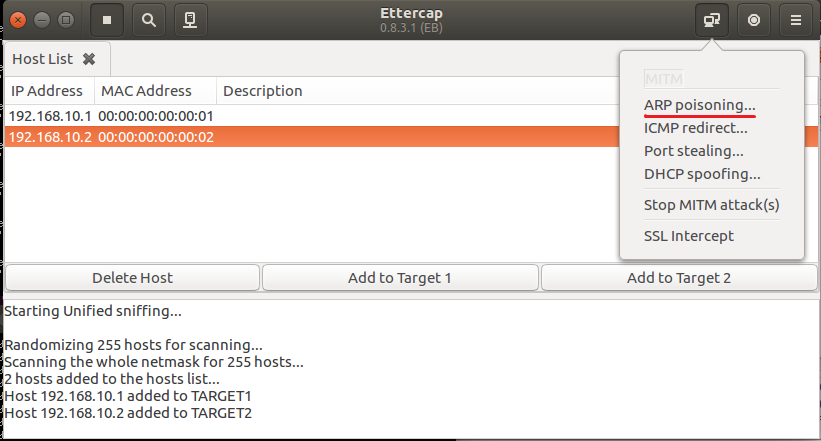 Ettercap
0.8.3.1 (EB)
Host List
IP Address MAC Address Description
192.168.10.1 00:00:00:00:00:01
192.168.10.2 00:00:00:00:00:02
MITM
ARP poisoning...
ICMP redirect...
Port stealing...
DHCP spoofing...
Stop MITM attack(s)
SSL Intercept
Delete Host
Add to Target 1
Add to Target 2
Starting Unified sniffing...
Randomizing 255 hosts for scanning...
Scanning the whole netmask for 255 hosts...
2 hosts added to the hosts list...
Host 192.168.10.1 added to TARGET1
Host 192.168.10.2 added to TARGET2